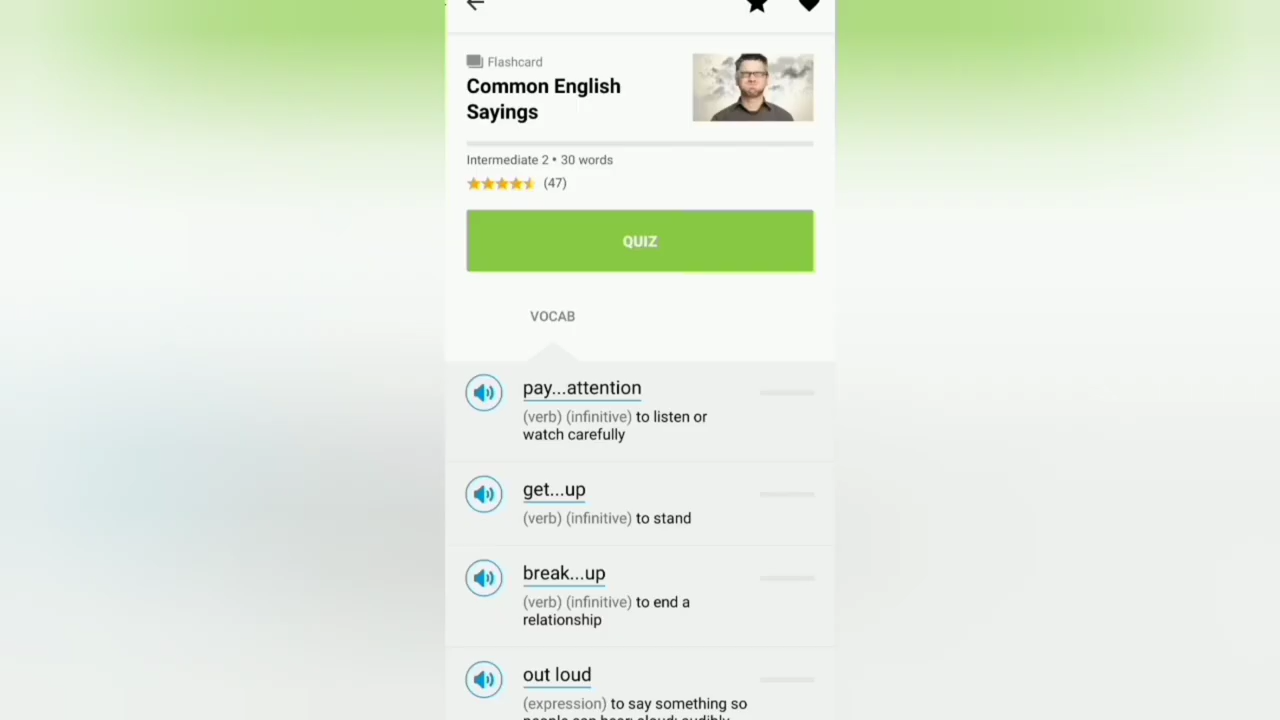 Flashcard
Common English
Sayings
Intermediate 2 • 30 words
(47)
QUIZ
VOCAB
pay...attention
(verb) (infinitive) to listen or
watch carefully
get...up
(verb) (infinitive) to stand
break...up
(verb) (infinitive) to end a
relationship
out loud
(expression) to say something so
people can hear; aloud; audibly